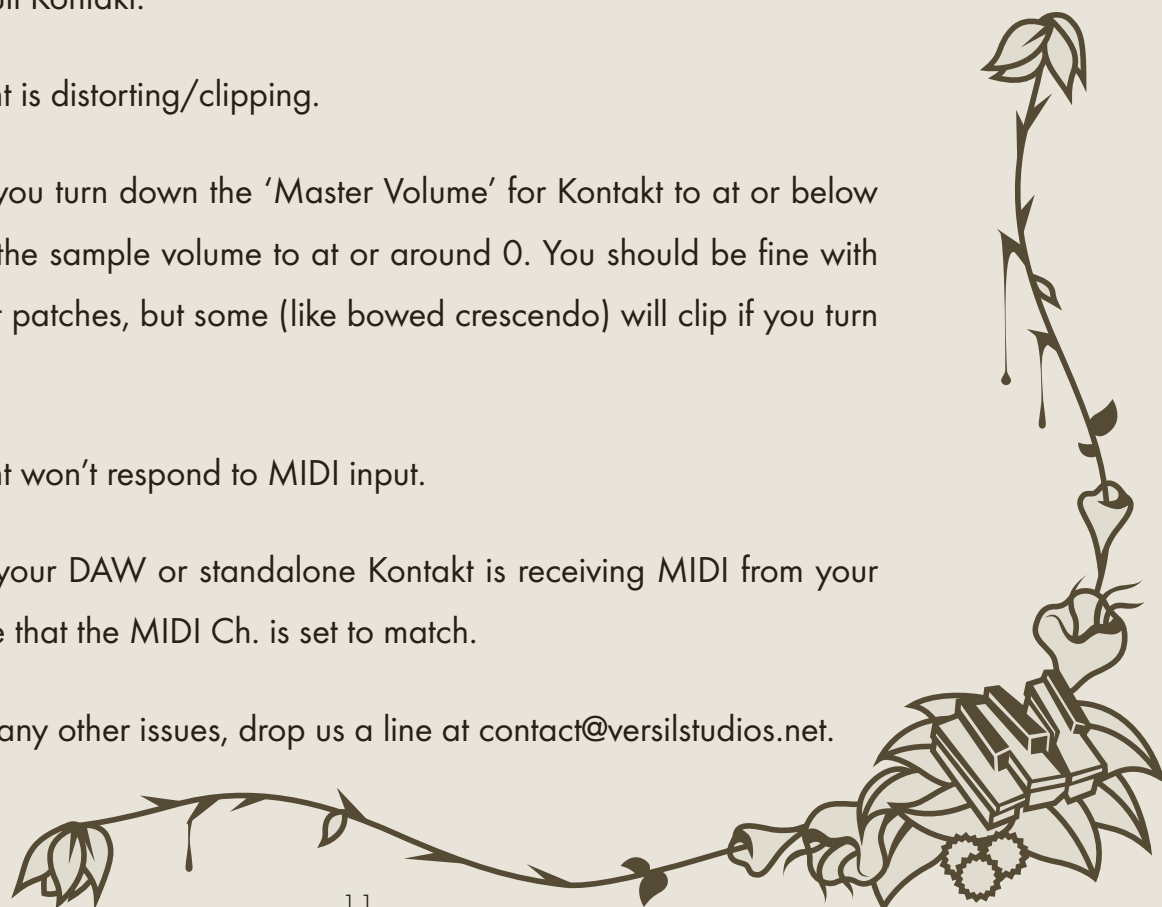 Kontakt.
is distorting/clipping.
you turn down the ‘Master Volume’ for Kontakt to at or below
the sample volume to at or around 0. You should be fine with
patches, but some (like bowed crescendo) will clip if you turn
won’t respond to MIDI input.
your DAW or standalone Kontakt is receiving MIDI from your
that the MIDI Ch. is set to match.
any other issues, drop us a line at contact@versilstudios.net.
11